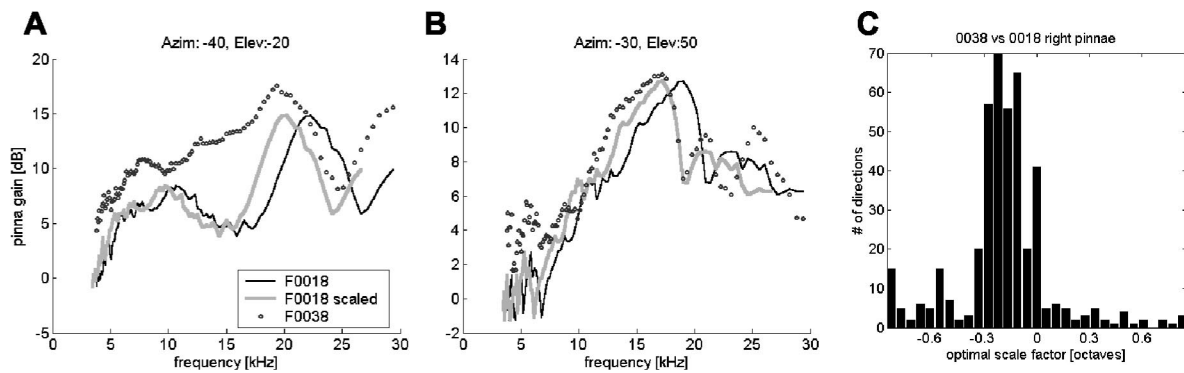 A
Azim: -40, Elev:-20
20
15
10
5
0
-5
0 5 10 15 20 25 30
pinna gain [dB]
frequency [kHz]
F0018
F0018 scaled
F0038
B
Azim: -30, Elev:50
14
12
10
8
6
4
2
0
-2
0 5 10 15 20 25 30
frequency [kHz]
C
0038 vs 0018 right pinnae
70
60
50
40
30
20
10
0
-0.6 -0.3 0 0.3 0.6
# of directions
optimal scale factor [octaves]